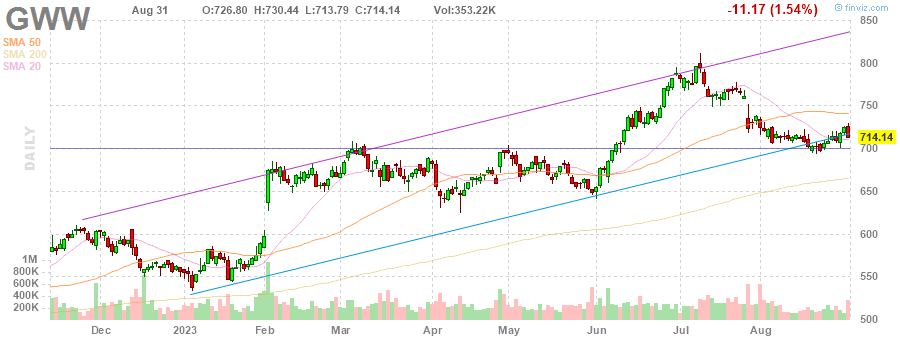 GWW Aug 31 O:726.80 H:730.44 L:713.79 C:714.14 Vol:353.22K -11.17 (1.54%) © finviz.com
SMA 50
SMA 200
SMA 20
DAILY
850
800
750
714.14
700
650
600
550
500
1M
800K
600K
400K
200K
Dec 2023 Feb Mar Apr May Jun Jul Aug